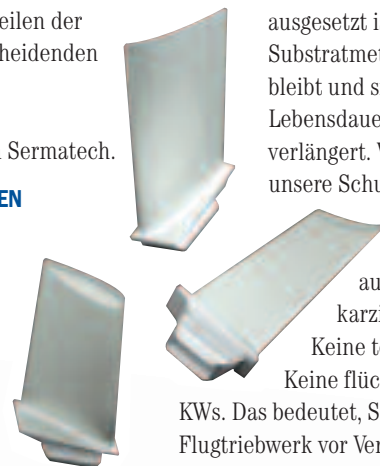 eilen der
heidenden
Sermatech.
EN
ausgesetzt i
Substratmet
bleibt und s
Lebensdaue
verlängert.
unsere Schu
au
karzi
Keine
Keine flüc
KWs. Das bedeutet, S
Flugtriebwerk vor Ver